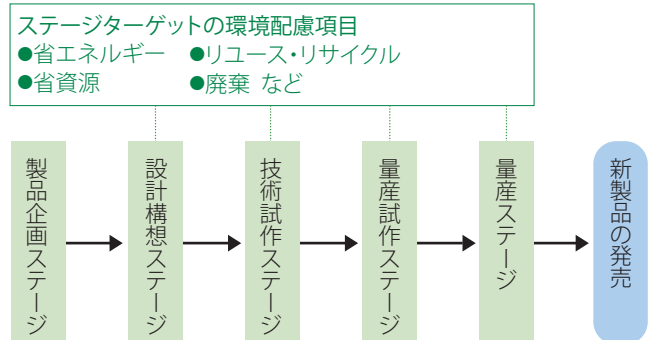 ステージターゲットの環境配慮項目
●省エネルギー ●リユース・リサイクル
●省資源 ●廃棄 など
製品企画ステージ
設計構想ステージ
技術試作ステージ
量産試作ステージ
量産ステージ
新製品の発売